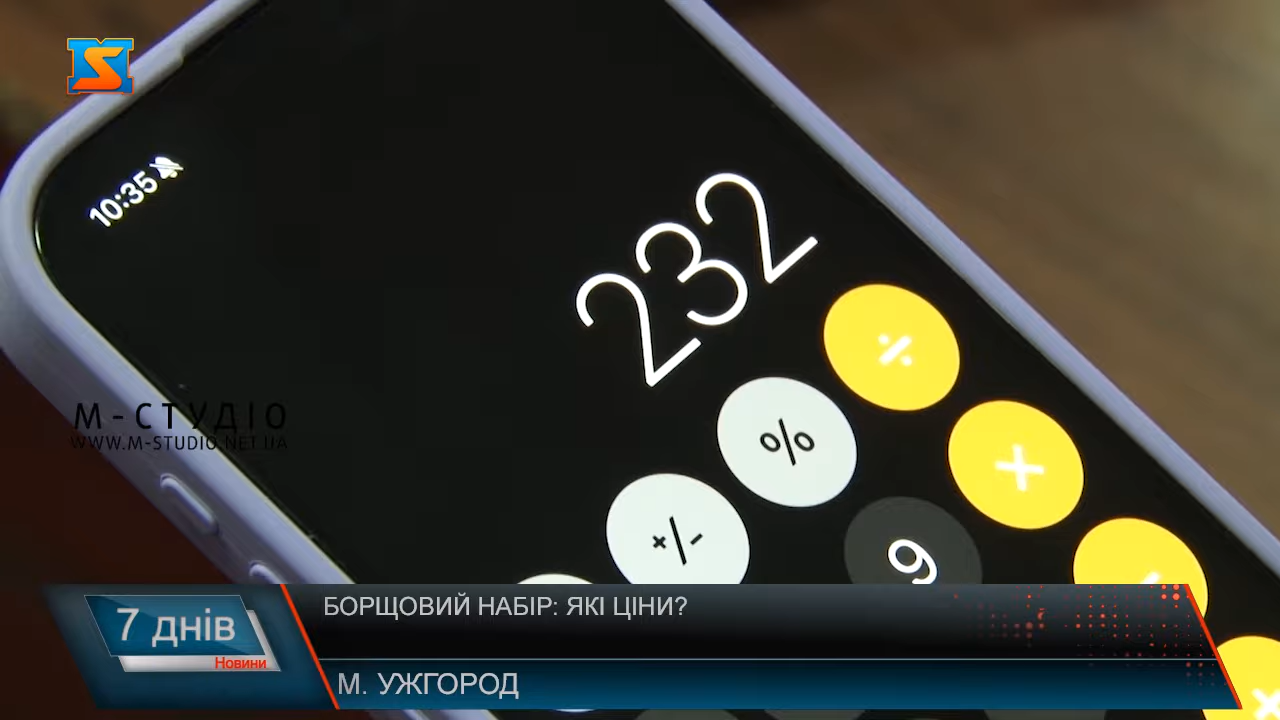 10:35
232
÷
%
×
+/-
9
М-СТУДІО
WWW.M-STUDIO.NET.UA
7 днів
Новини
БОРЩОВИЙ НАБІР: ЯКІ ЦІНИ?
М. УЖГОРОД